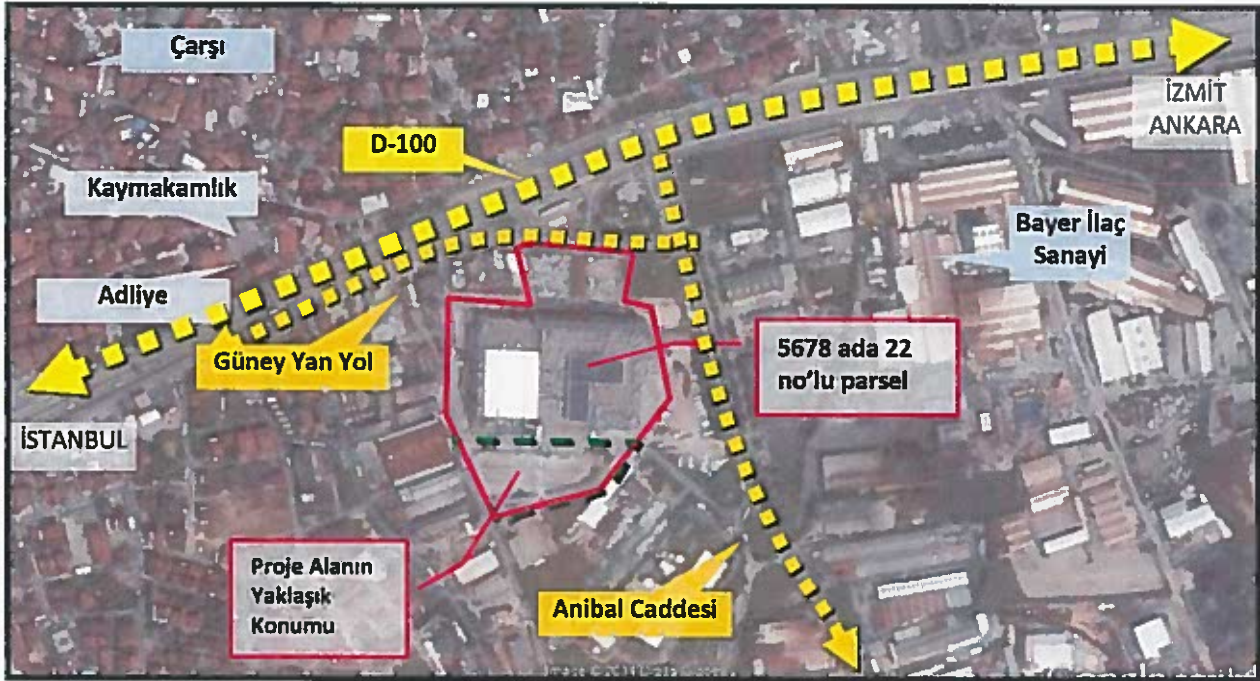 Çarşı
İZMİT
ANKARA
D-100
Kaymakamlık
Bayer İlaç
Sanayi
Adliye
Güney Yan Yol
5678 ada 22
no'lu parsel
İSTANBUL
Proje Alanın
Yaklaşık
Konumu
Anibal Caddesi